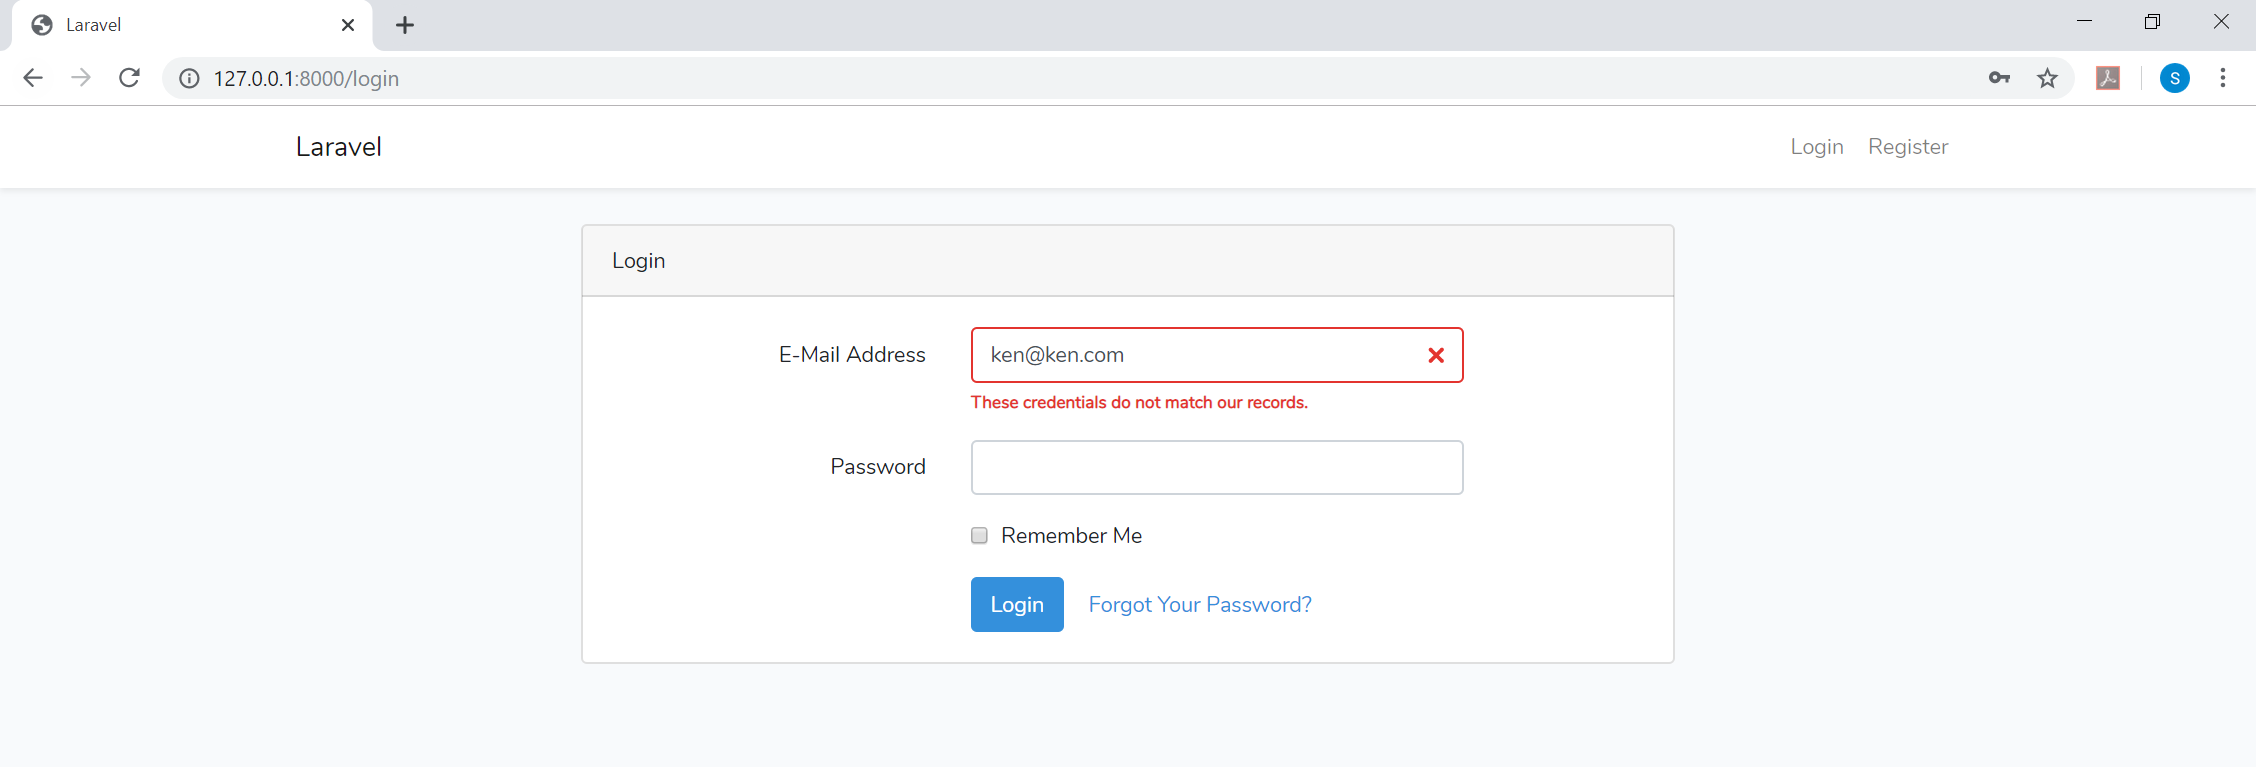 Laravel
127.0.0.1:8000/login
S
Laravel
Login Register
Login
E-Mail Address ken@ken.com
These credentials do not match our records.
Password
Remember Me
Login Forgot Your Password?